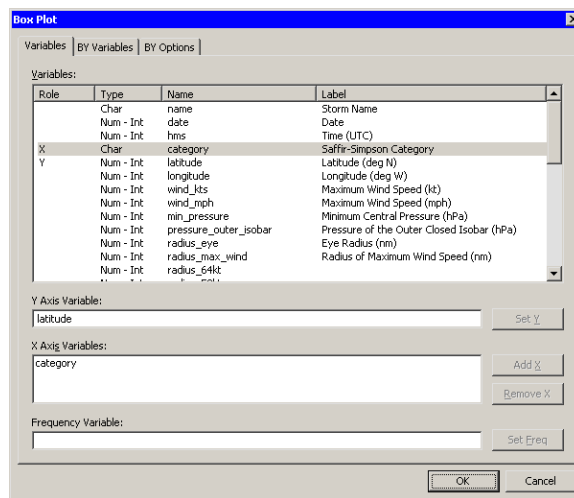 Box Plot
Variables BY Variables BY Options
Variables:
Role Type Name Label
Char name Storm Name
Num - Int date Date
Num - Int hms Time (UTC)
X Char category Saffir-Simpson Category
Y Num - Int latitude Latitude (deg N)
Num - Int longitude Longitude (deg W)
Num - Int wind_kts Maximum Wind Speed (kt)
Num - Int wind_mph Maximum Wind Speed (mph)
Num - Int min_pressure Minimum Central Pressure (hPa)
Num - Int pressure_outer_isobar Pressure of the Outer Closed Isobar (hPa)
Num - Int radius_eye Eye Radius (nm)
Num - Int radius_max_wind Radius of Maximum Wind Speed (nm)
Num - Int radius_64kt
Y Axis Variable:
latitude Set Y
X Axis Variables:
category
Add X
Remove X
Frequency Variable:
Set Freq
OK Cancel